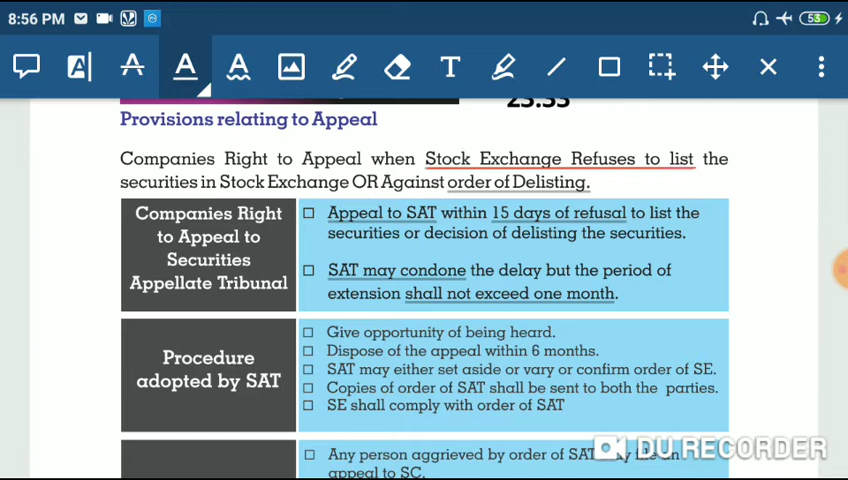 8:56 PM
53
A
A
A
A
T
23.33
Provisions relating to Appeal
Companies Right to Appeal when Stock Exchange Refuses to list the
securities in Stock Exchange OR Against order of Delisting.
Companies Right
to Appeal to
Securities
Appellate Tribunal
☐ Appeal to SAT within 15 days of refusal to list the
securities or decision of delisting the securities.
☐ SAT may condone the delay but the period of
extension shall not exceed one month.
Procedure
adopted by SAT
☐ Give opportunity of being heard.
☐ Dispose of the appeal within 6 months.
☐ SAT may either set aside or vary or confirm order of SE.
☐ Copies of order of SAT shall be sent to both the parties.
☐ SE shall comply with order of SAT
☐ Any person aggrieved by order of SAT may file an
appeal to SC.
DU RECORDER